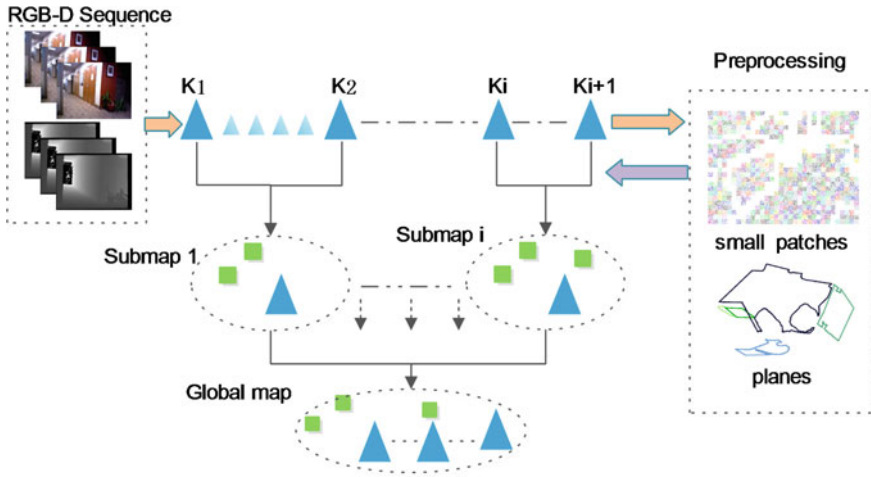 RGB-D Sequence
Preprocessing
K1
K2
Ki
Ki+1
small patches
Submap 1
Submap i
planes
Global map